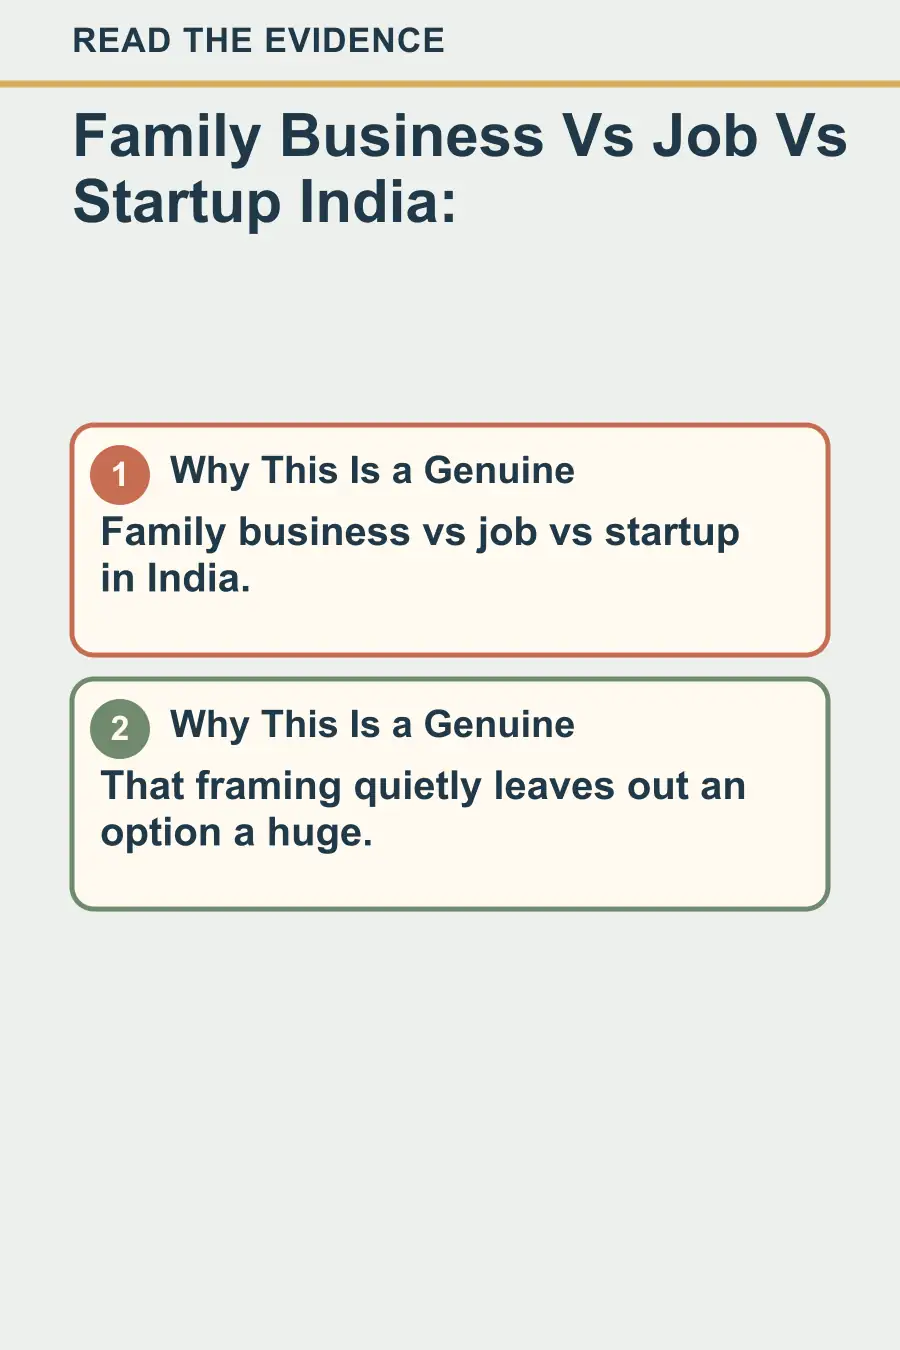 READ THE EVIDENCE
Family Business Vs Job Vs
Startup India:
1 Why This Is a Genuine
Family business vs job vs startup
in India.
2 Why This Is a Genuine
That framing quietly leaves out an
option a huge.